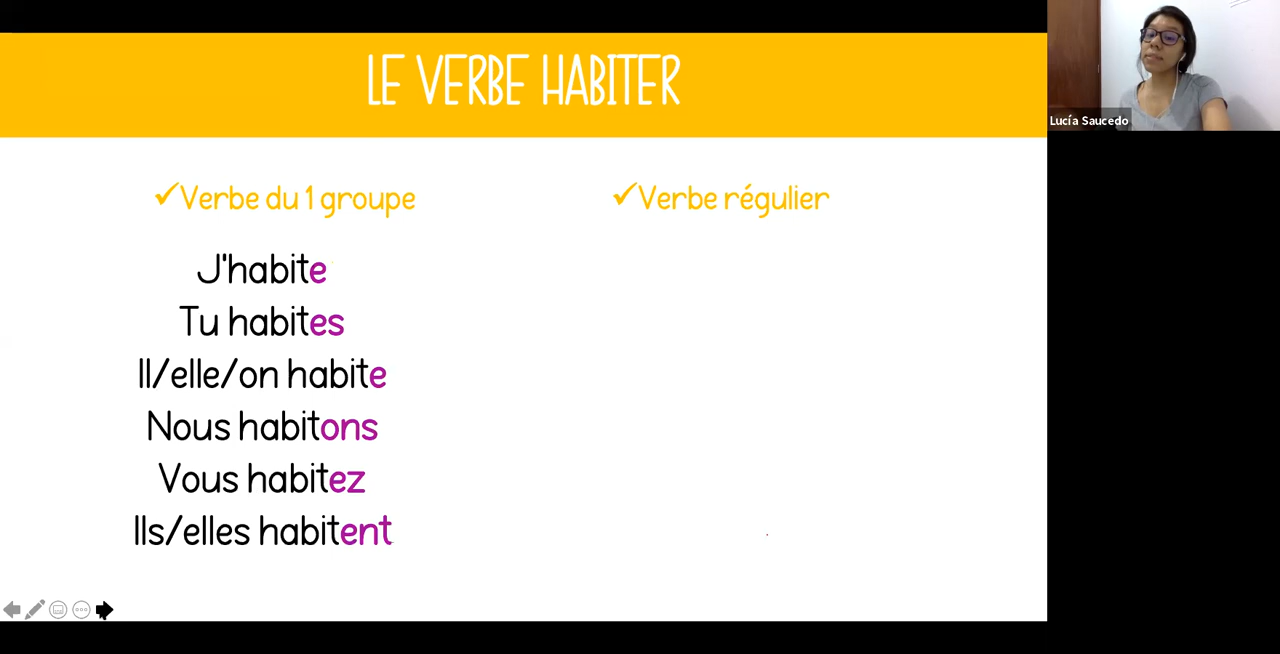 LE VERBE HABITER
✓Verbe du 1 groupe
✓Verbe régulier
J'habite
Tu habites
Il/elle/on habite
Nous habitons
Vous habitez
Ils/elles habitent
Lucía Saucedo